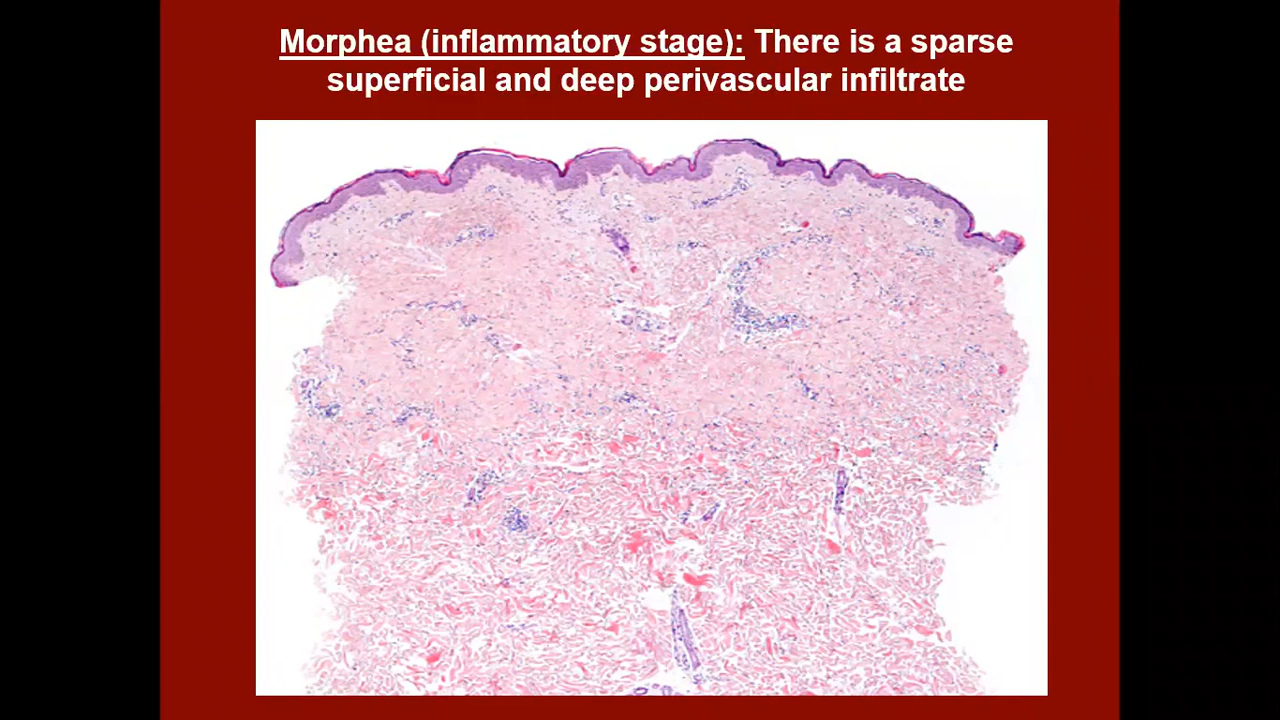 Morphea (inflammatory stage): There is a sparse
superficial and deep perivascular infiltrate